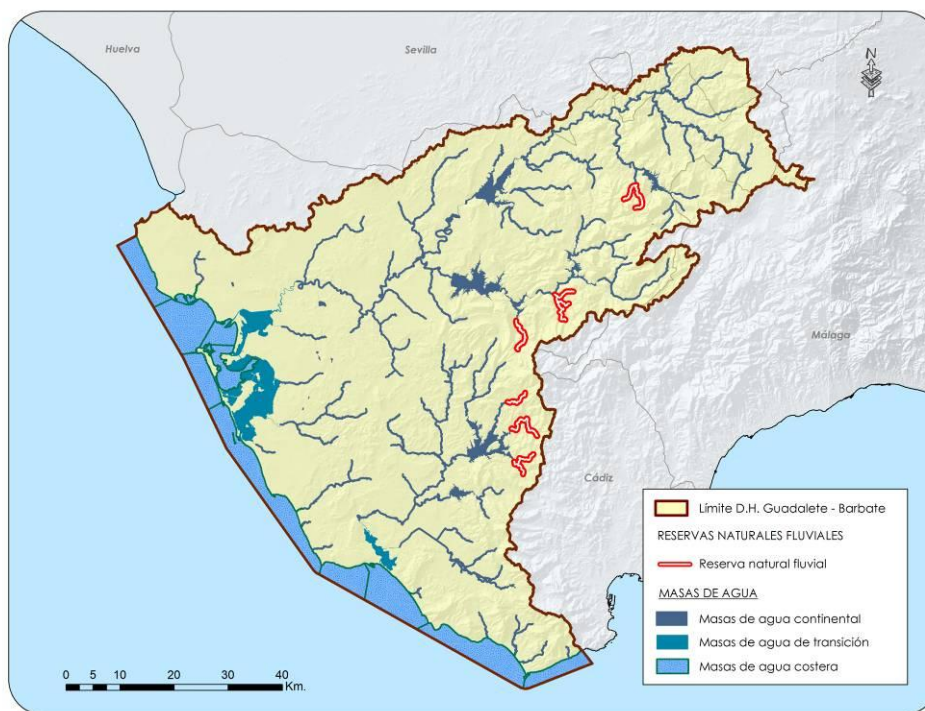 Huelva
Sevilla
N
Málaga
Cádiz
Límite D.H. Guadalete - Barbate
RESERVAS NATURALES FLUVIALES
Reserva natural fluvial
MASAS DE AGUA
Masas de agua continental
Masas de agua de transición
Masas de agua costera
0 5 10 20 30 40
Km.